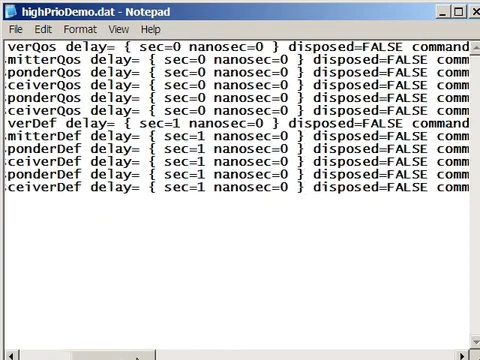 highPrioDemo.dat - Notepad
File Edit Format View Help
verQos delay= { sec=0 nanosec=0 } disposed=FALSE command
mitterQos delay= { sec=0 nanosec=0 } disposed=FALSE comm
ponderQos delay= { sec=0 nanosec=0 } disposed=FALSE comm
ceiverQos delay= { sec=0 nanosec=0 } disposed=FALSE comm
ponderQos delay= { sec=0 nanosec=0 } disposed=FALSE comm
ceiverQos delay= { sec=0 nanosec=0 } disposed=FALSE comm
verDef delay= { sec=1 nanosec=0 } disposed=FALSE command
mitterDef delay= { sec=1 nanosec=0 } disposed=FALSE comm
ponderDef delay= { sec=1 nanosec=0 } disposed=FALSE comm
ceiverDef delay= { sec=1 nanosec=0 } disposed=FALSE comm
ponderDef delay= { sec=1 nanosec=0 } disposed=FALSE comm
ceiverDef delay= { sec=1 nanosec=0 } disposed=FALSE comm